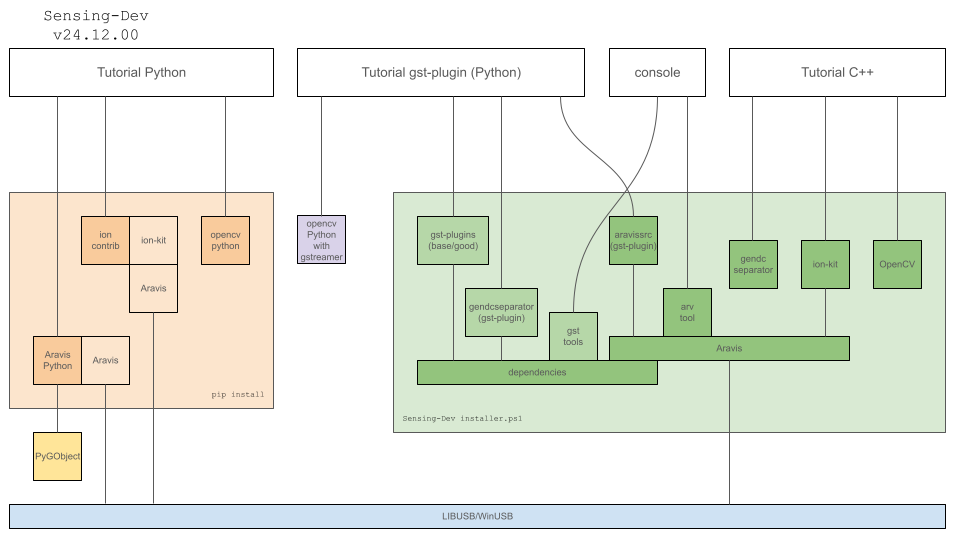 Sensing-Dev
v24.12.00
Tutorial Python
Tutorial gst-plugin (Python)
console
Tutorial C++
ion
contrib
ion-kit
opencv
python
Aravis
Aravis
Python
Aravis
pip install
PyGObject
opencv
Python
with
gstreamer
gst-plugins
(base/good)
aravissrc
(gst-plugin)
gendc
separator
ion-kit
OpenCV
gendcseparator
(gst-plugin)
gst
tools
arv
tool
Aravis
dependencies
Sensing-Dev installer.ps1
LIBUSB/WinUSB